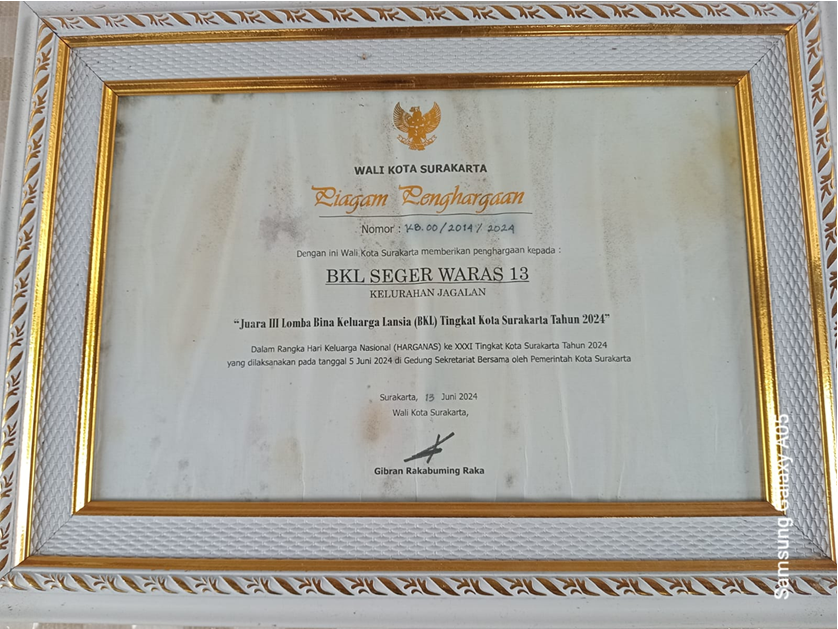 WALI KOTA SURAKARTA
Piagam Penghargaan
Nomor : KB.00/2014/2024
Dengan ini Wali Kota Surakarta memberikan penghargaan kepada :
BKL SEGER WARAS 13
KELURAHAN JAGALAN
“Juara III Lomba Bina Keluarga Lansia (BKL) Tingkat Kota Surakarta Tahun 2024”
Dalam Rangka Hari Keluarga Nasional (HARGANAS) ke XXXI Tingkat Kota Surakarta Tahun 2024
yang dilaksanakan pada tanggal 5 Juni 2024 di Gedung Sekretariat Bersama oleh Pemerintah Kota Surakarta
Surakarta, 13 Juni 2024
Wali Kota Surakarta,
Gibran Rakabuming Raka
Samsung Galaxy A05